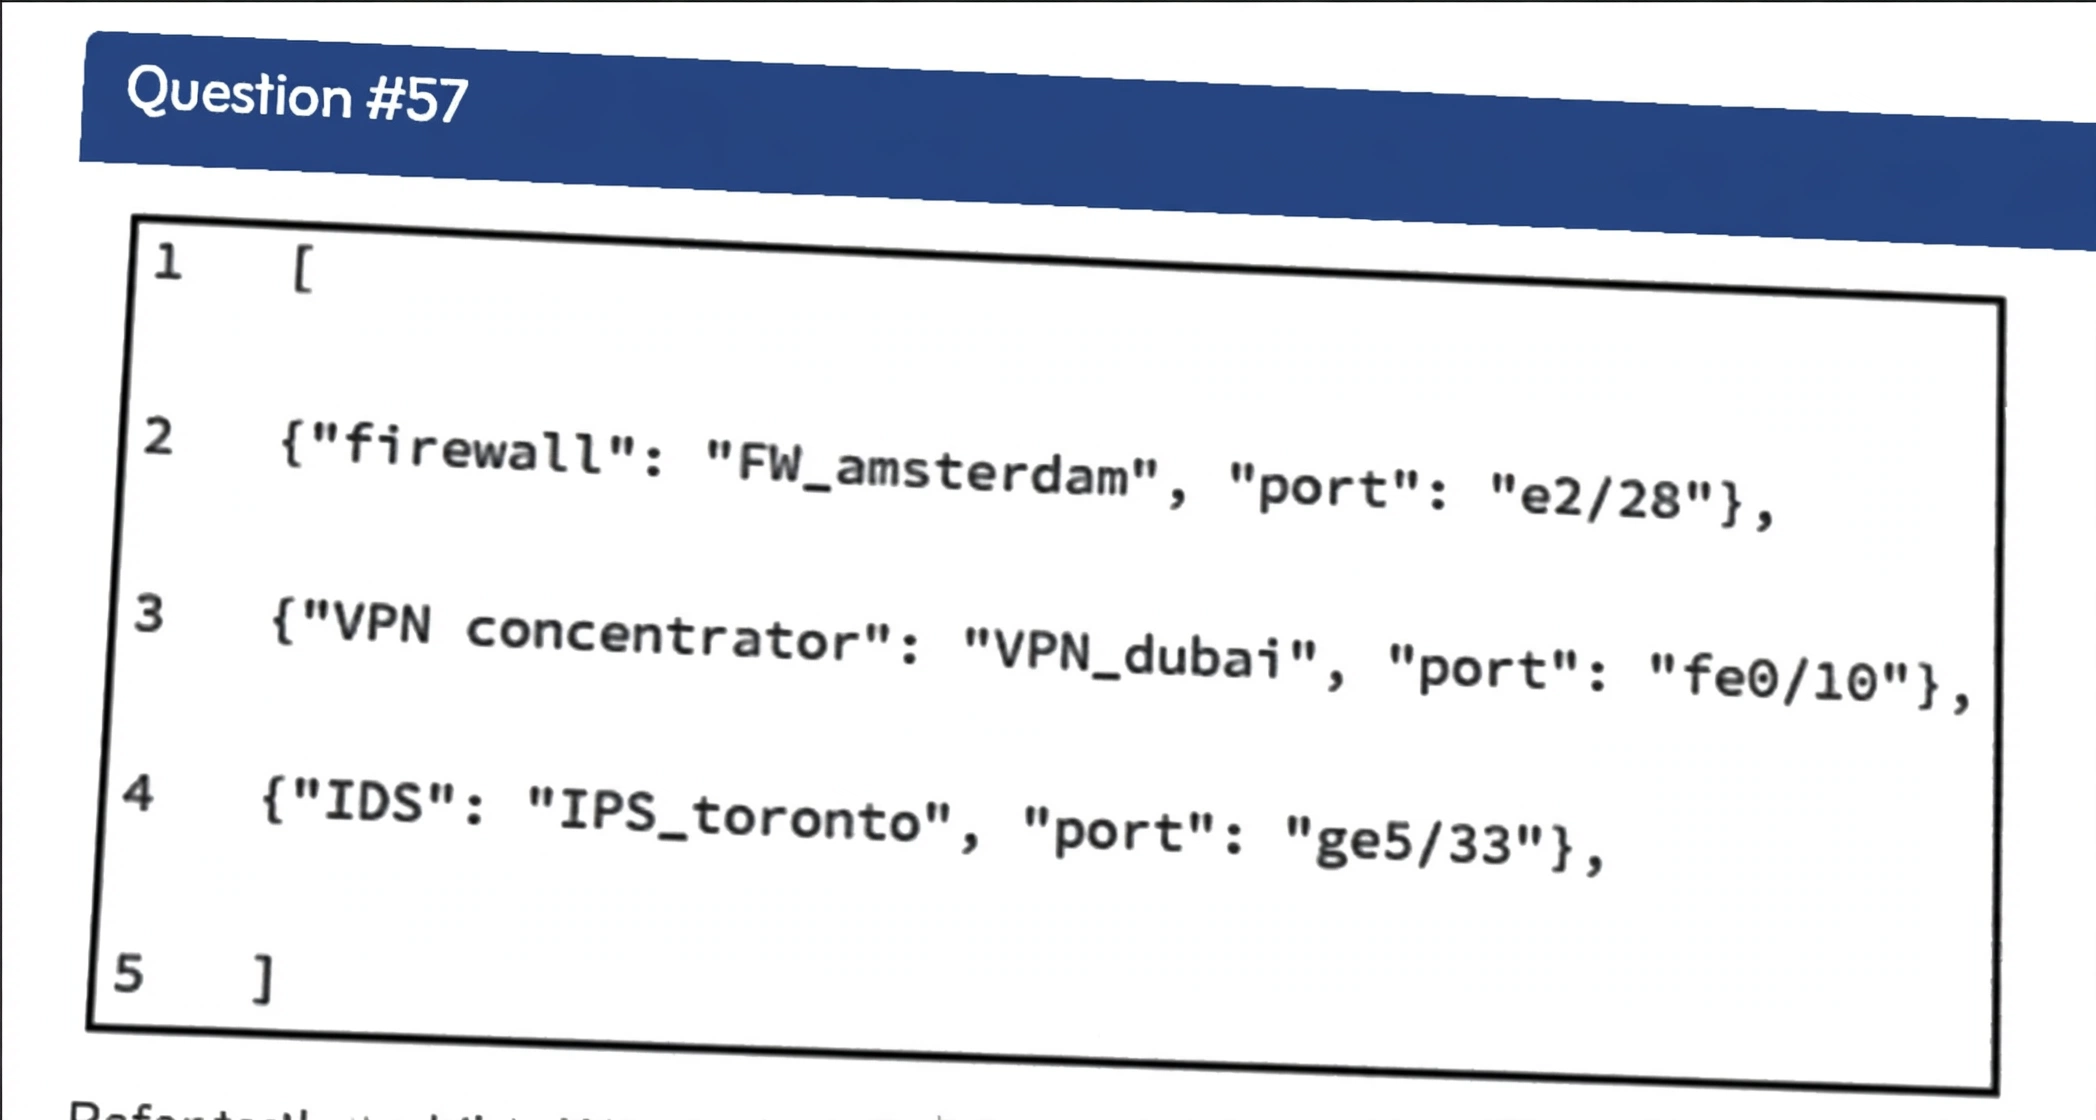 Question #57
1 [
2 {"firewall": "FW_amsterdam", "port": "e2/28"},
3 {"VPN concentrator": "VPN_dubai", "port": "fe0/10"},
4 {"IDS": "IPS_toronto", "port": "ge5/33"},
5 ]